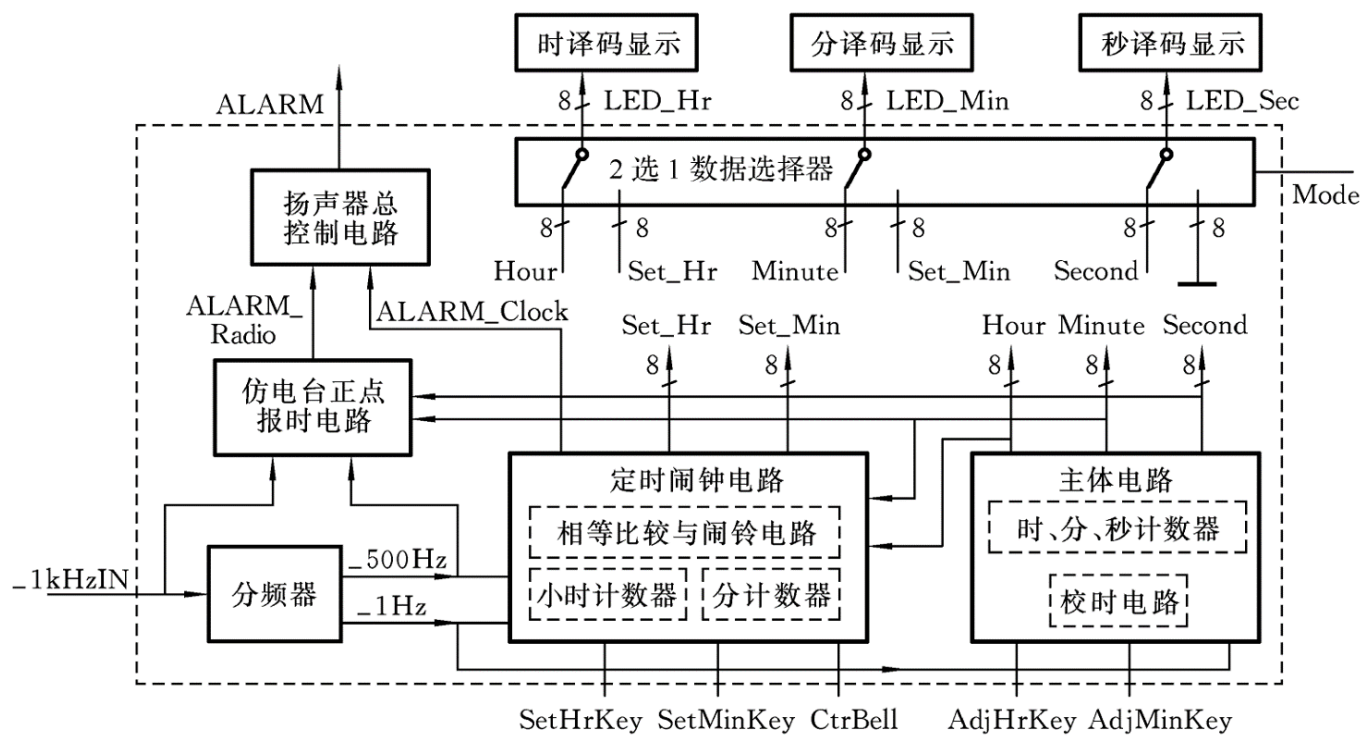 时译码显示
分译码显示
秒译码显示
8
LED_Hr
8
LED_Min
8
LED_Sec
ALARM
2选1数据选择器
Mode
扬声器总
控制电路
8
8
8
8
8
8
Hour
Set_Hr
Minute
Set_Min
Second
ALARM_
Radio
ALARM_Clock
Set_Hr
Set_Min
Hour
Minute
Second
8
8
8
8
8
仿电台正点
报时电路
定时闹钟电路
相等比较与闹铃电路
小时计数器
分计数器
主体电路
时、分、秒计数器
校时电路
_1kHzIN
分频器
_500Hz
_1Hz
SetHrKey
SetMinKey
CtrBell
AdjHrKey
AdjMinKey